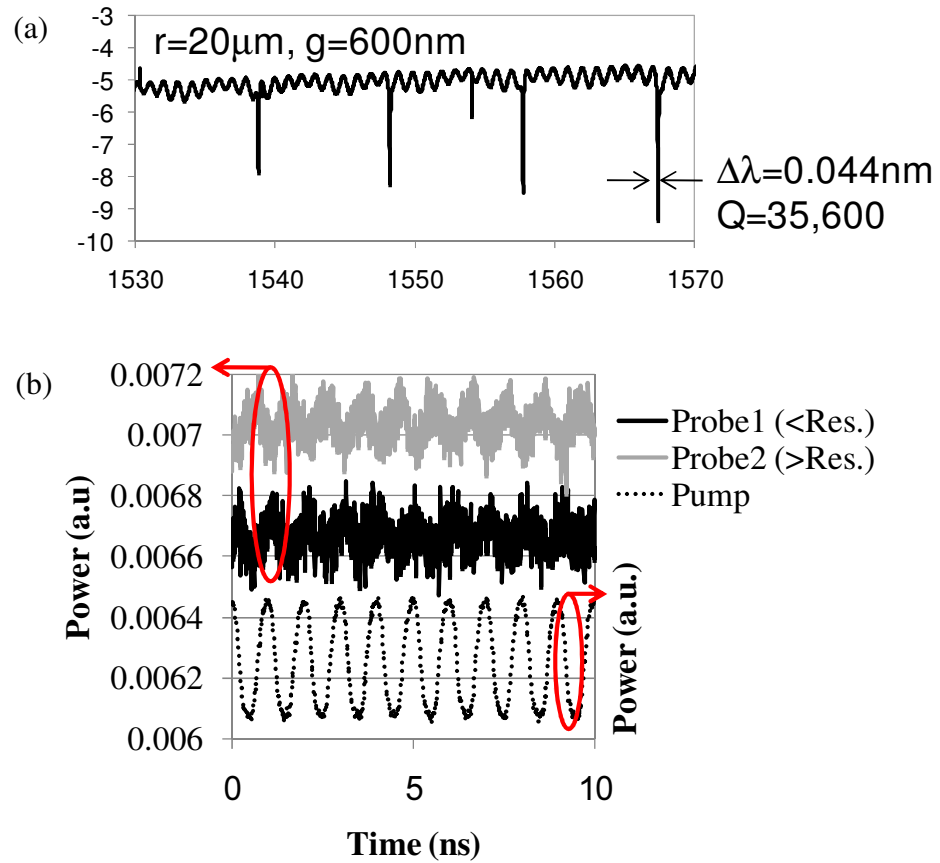 (a)
-3
-4
-5
-6
-7
-8
-9
-10
r=20μm, g=600nm
Δλ=0.044nm
Q=35,600
1530 1540 1550 1560 1570
(b)
0.0072
0.007
0.0068
0.0066
0.0064
0.0062
0.006
Power (a.u)
Probe1 (<Res.)
Probe2 (>Res.)
Pump
Power (a.u.)
0 5 10
Time (ns)